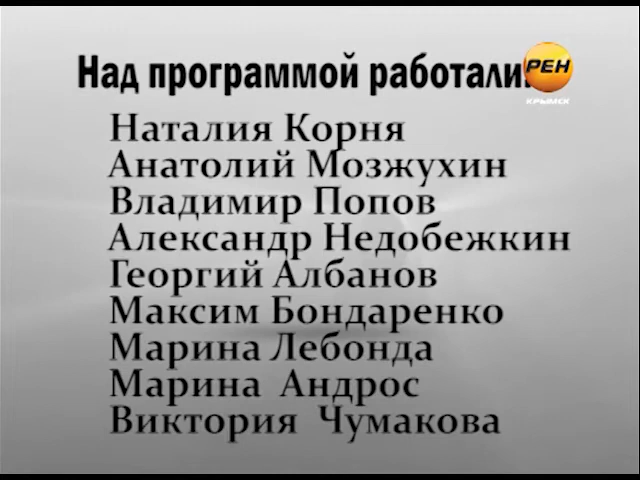 Над программой работали:
РЕН
КРЫМСК
Наталия Корня
Анатолий Мозжухин
Владимир Попов
Александр Недобежкин
Георгий Албанов
Максим Бондаренко
Марина Лебонда
Марина Андрос
Виктория Чумакова